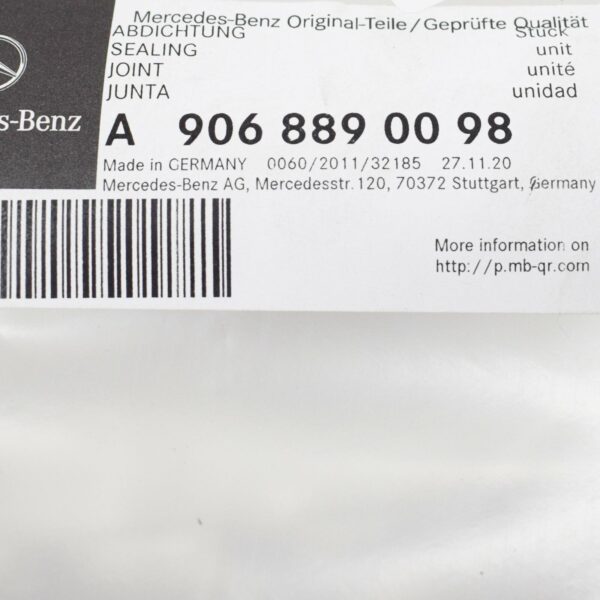 Mercedes-Benz Original-Teile/Geprüfte Qualität
ABDICHTUNG Stück
SEALING unit
JOINT unité
JUNTA unidad
s-Benz
A 906 889 00 98
Made in GERMANY 0060/2011/32185 27.11.20
Mercedes-Benz AG, Mercedesstr. 120, 70372 Stuttgart, Germany
More information on
http://p.mb-qr.com